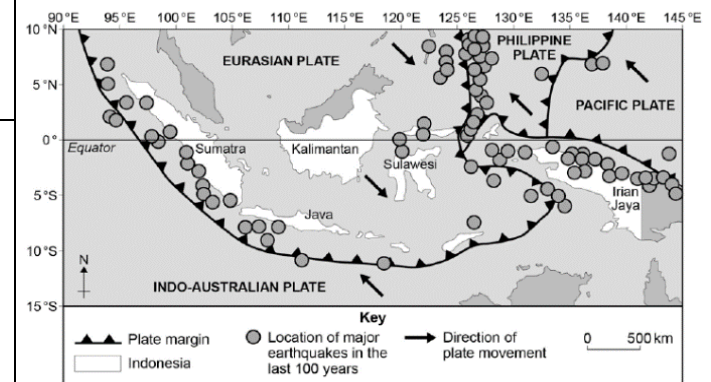 90°E 95°E 100°E 105°E 110°E 115°E 120°E 125°E 130°E 135°E 140°E 145°E
10°N
5°N
0°
5°S
10°S
15°S
EURASIAN PLATE
PHILIPPINE
PLATE
PACIFIC PLATE
Equator
Sumatra
Kalimantan
Sulawesi
Irian
Jaya
Java
N
INDO-AUSTRALIAN PLATE
Key
Plate margin
Indonesia
Location of major
earthquakes in the
last 100 years
Direction of
plate movement
0 500 km